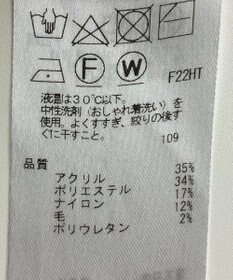 F
W
F22HT
液温は30℃以下。
中性洗剤(おしゃれ着洗い)を
使用。よくすすぎ、絞りの後す
ぐに干すこと。
109
品質
アクリル 35%
ポリエステル 34%
ナイロン 17%
毛 12%
ポリウレタン 2%